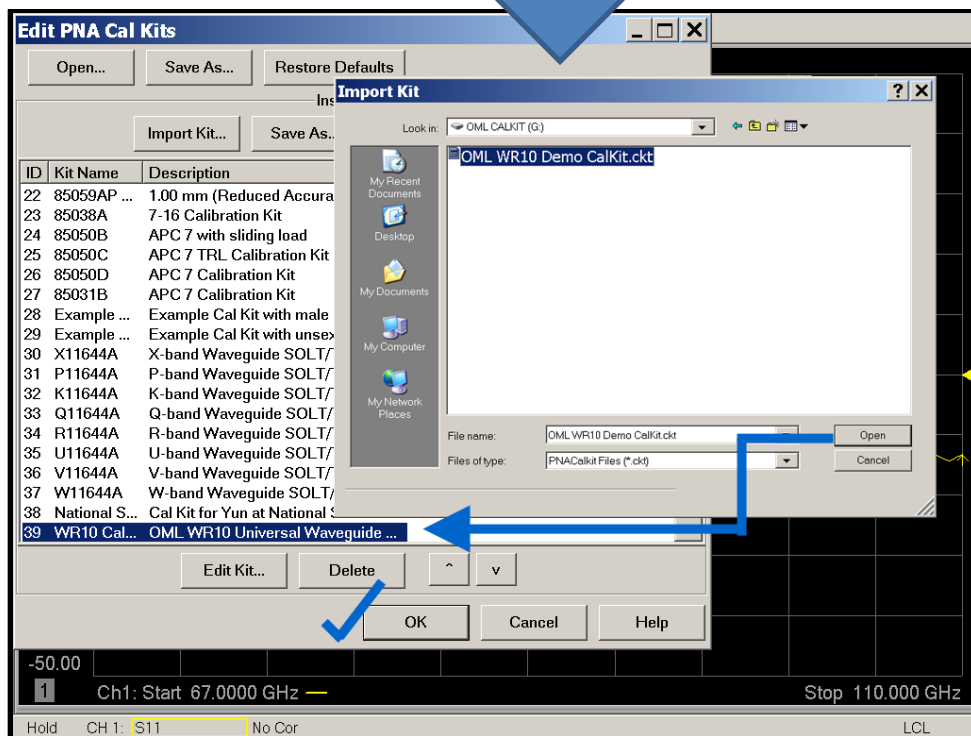 Edit PNA Cal Kits
Open...
Save As...
Restore Defaults
Ins
Import Kit...
Save As..
ID Kit Name Description
22 85059AP ... 1.00 mm (Reduced Accura
23 85038A 7-16 Calibration Kit
24 85050B APC 7 with sliding load
25 85050C APC 7 TRL Calibration Kit
26 85050D APC 7 Calibration Kit
27 85031B APC 7 Calibration Kit
28 Example ... Example Cal Kit with male
29 Example ... Example Cal Kit with unsex
30 X11644A X-band Waveguide SOLT/T
31 P11644A P-band Waveguide SOLT/T
32 K11644A K-band Waveguide SOLT/T
33 Q11644A Q-band Waveguide SOLT/T
34 R11644A R-band Waveguide SOLT/T
35 U11644A U-band Waveguide SOLT/T
36 V11644A V-band Waveguide SOLT/T
37 W11644A W-band Waveguide SOLT/
38 National S... Cal Kit for Yun at National S
39 WR10 Cal... OML WR10 Universal Waveguide ...
Edit Kit...
Delete
^
v
OK
Cancel
Help
Import Kit
Look in:
OML CALKIT (G:)
OML WR10 Demo CalKit.ckt
My Recent
Documents
Desktop
My Documents
My Computer
My Network
Places
File name:
OML WR10 Demo CalKit.ckt
Open
Files of type:
PNACalkit Files (*.ckt)
Cancel
-50.00
1 Ch1: Start 67.0000 GHz
Stop 110.000 GHz
Hold CH 1: S11 No Cor LCL